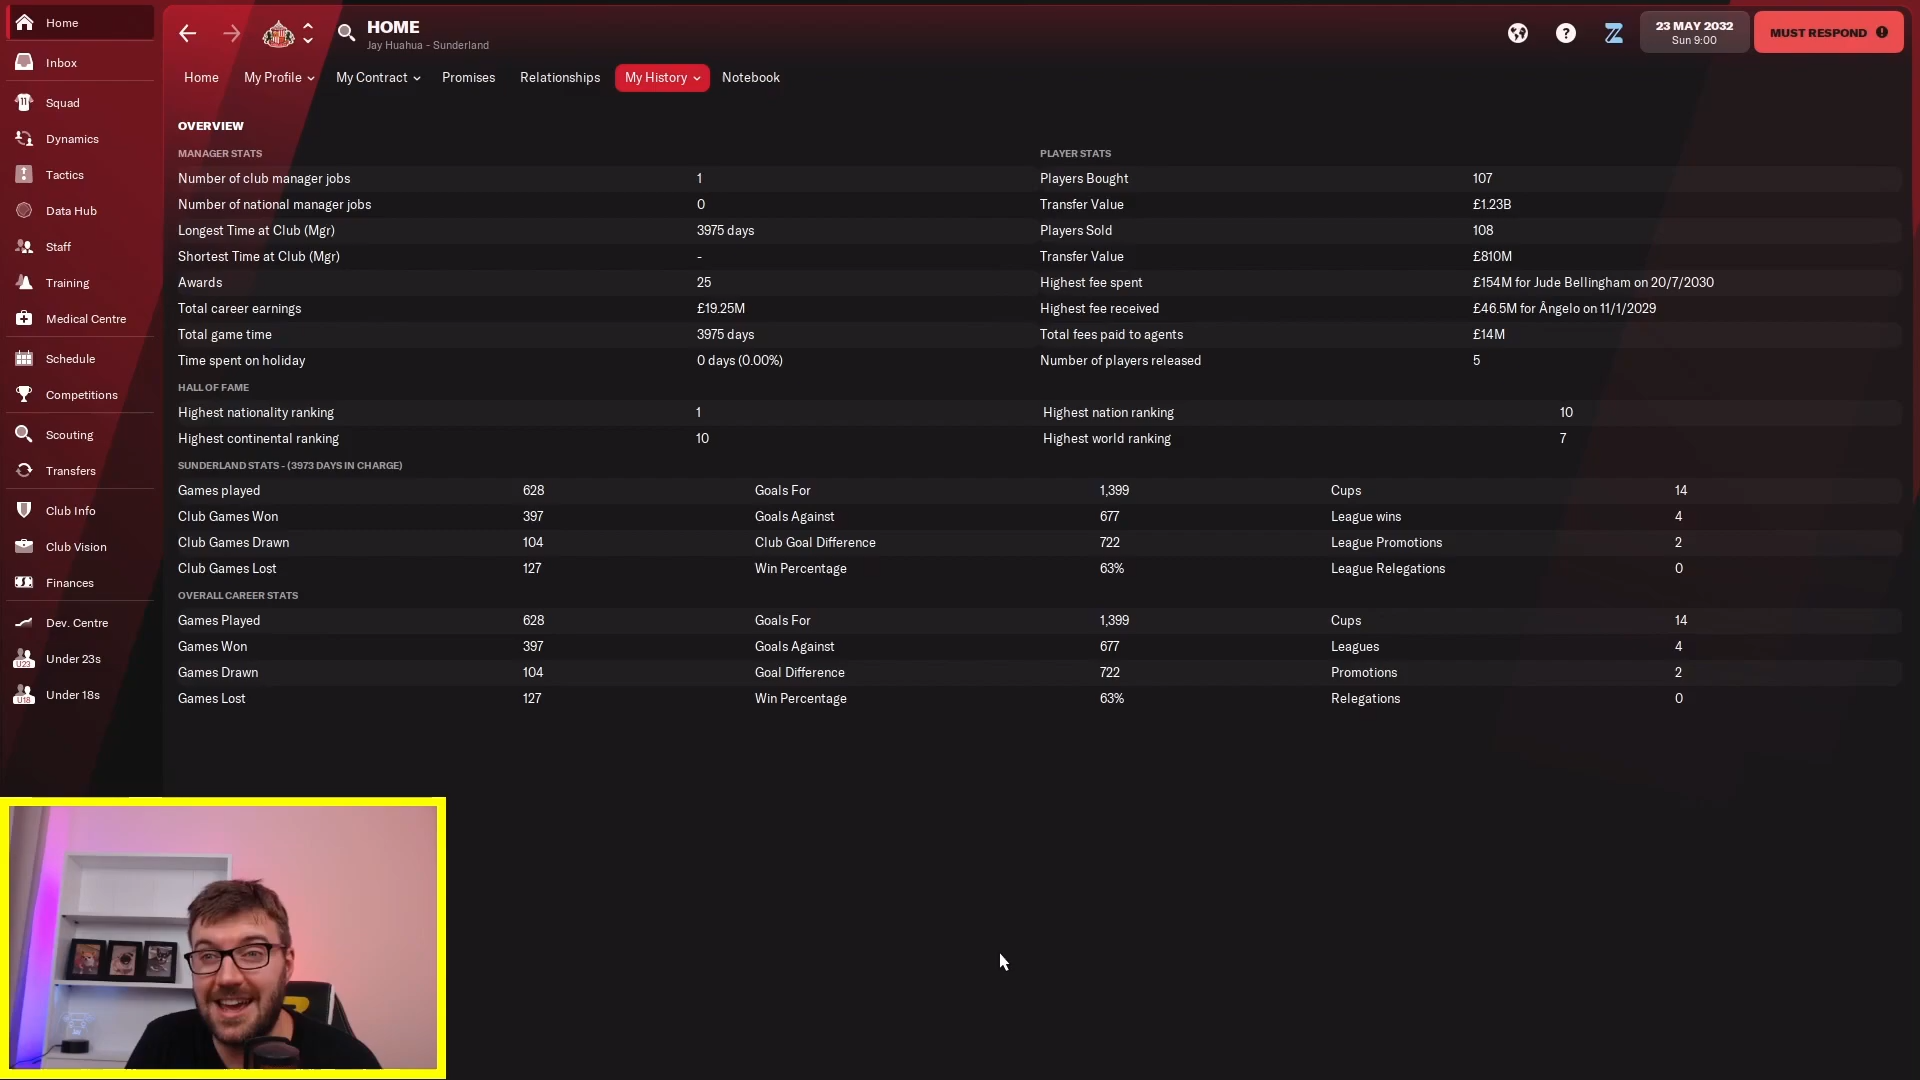 Home
Inbox
Squad
Dynamics
Tactics
Data Hub
Staff
Training
Medical Centre
Schedule
Competitions
Scouting
Transfers
Club Info
Club Vision
Finances
Dev. Centre
U23 Under 23s
U18 Under 18s
HOME
Jay Huahua - Sunderland
23 MAY 2032
Sun 9:00
MUST RESPOND
Home My Profile My Contract Promises Relationships My History Notebook
OVERVIEW
MANAGER STATS PLAYER STATS
Number of club manager jobs 1 Players Bought 107
Number of national manager jobs 0 Transfer Value £1.23B
Longest Time at Club (Mgr) 3975 days Players Sold 108
Shortest Time at Club (Mgr) - Transfer Value £810M
Awards 25 Highest fee spent £154M for Jude Bellingham on 20/7/2030
Total career earnings £19.25M Highest fee received £46.5M for Ângelo on 11/1/2029
Total game time 3975 days Total fees paid to agents £14M
Time spent on holiday 0 days (0.00%) Number of players released 5
HALL OF FAME
Highest nationality ranking 1 Highest nation ranking 10
Highest continental ranking 10 Highest world ranking 7
SUNDERLAND STATS - (3973 DAYS IN CHARGE)
Games played 628 Goals For 1,399 Cups 14
Club Games Won 397 Goals Against 677 League wins 4
Club Games Drawn 104 Club Goal Difference 722 League Promotions 2
Club Games Lost 127 Win Percentage 63% League Relegations 0
OVERALL CAREER STATS
Games Played 628 Goals For 1,399 Cups 14
Games Won 397 Goals Against 677 Leagues 4
Games Drawn 104 Goal Difference 722 Promotions 2
Games Lost 127 Win Percentage 63% Relegations 0